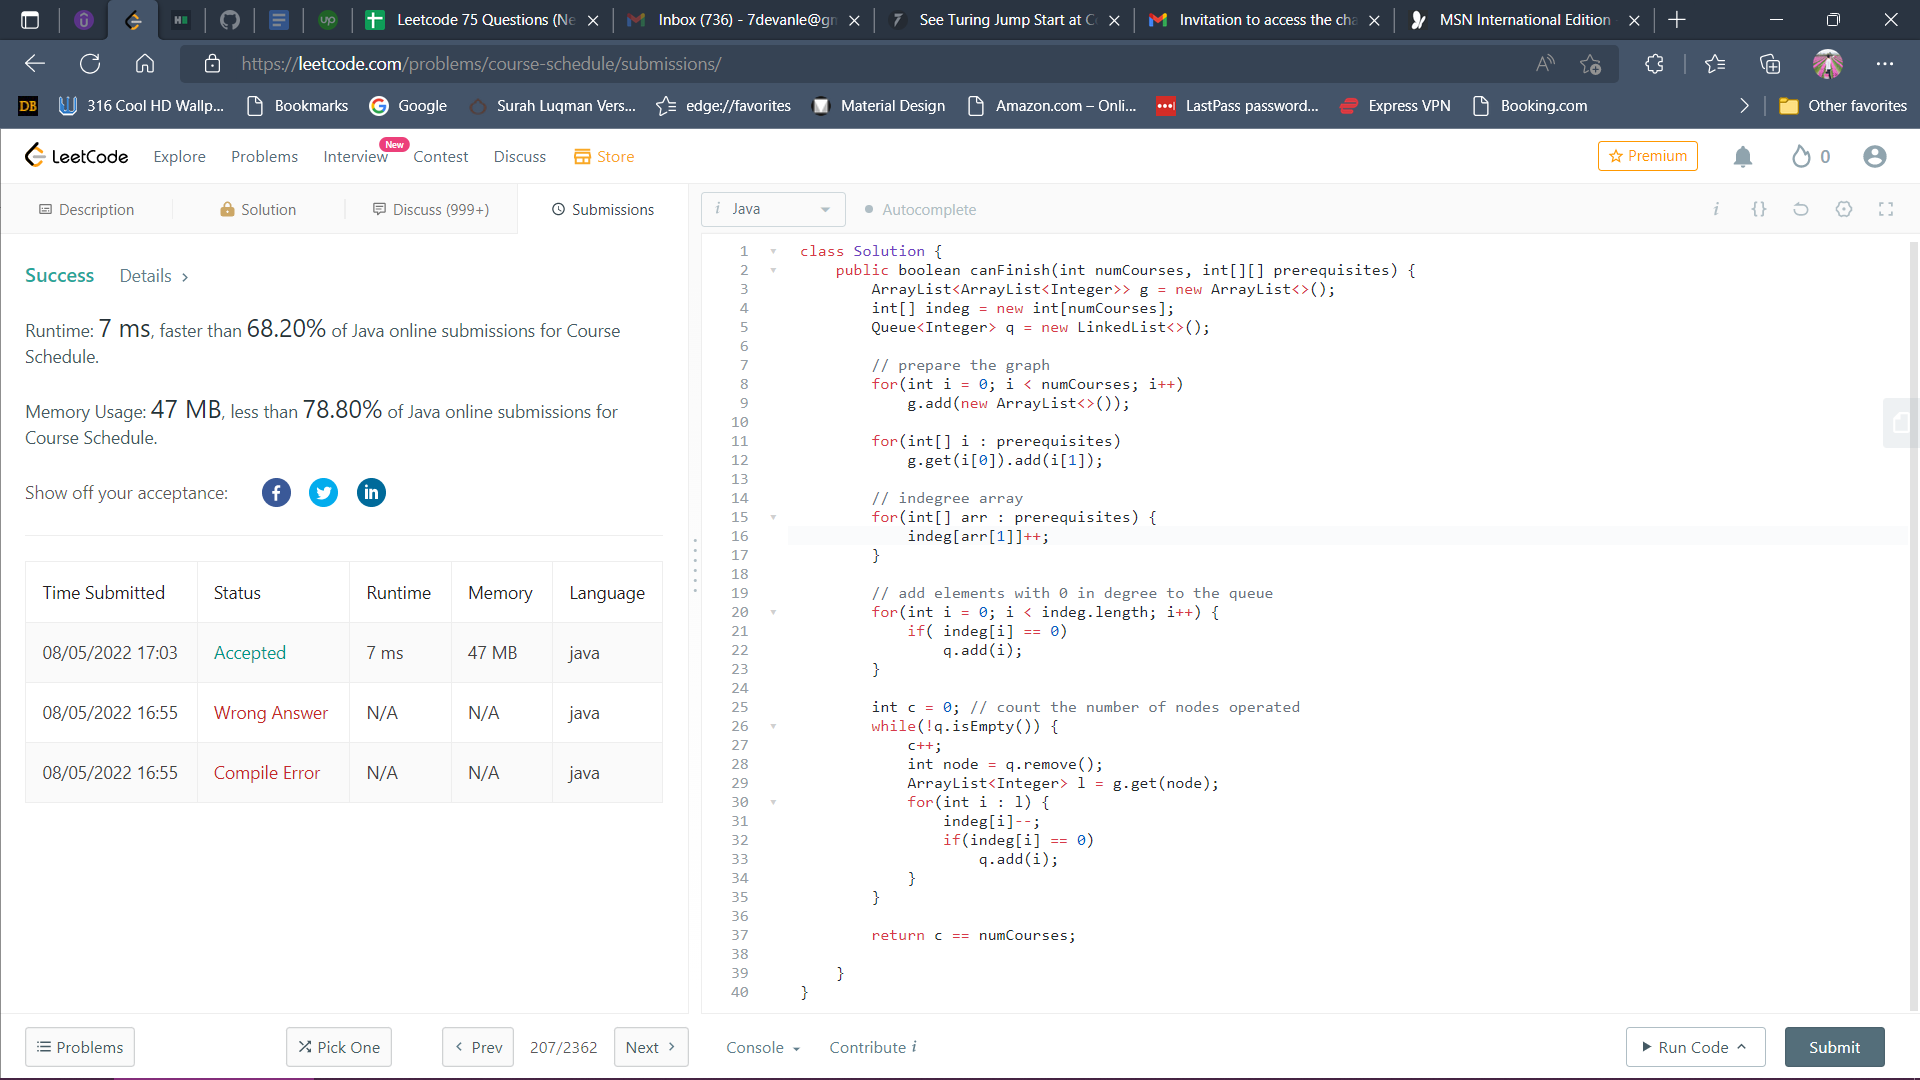 Leetcode 75 Questions (Ne
Inbox (736) - 7devanle@gm
See Turing Jump Start at Co
Invitation to access the cha
MSN International Edition
https://leetcode.com/problems/course-schedule/submissions/
316 Cool HD Wallp...
Bookmarks
Google
Surah Luqman Vers...
edge://favorites
Material Design
Amazon.com – Onli...
LastPass password...
Express VPN
Booking.com
Other favorites
LeetCode
Explore
Problems
Interview
New
Contest
Discuss
Store
Premium
0
Description
Solution
Discuss (999+)
Submissions
i Java
Autocomplete
Success
Details
Runtime: 7 ms, faster than 68.20% of Java online submissions for Course
Schedule.
Memory Usage: 47 MB, less than 78.80% of Java online submissions for
Course Schedule.
Show off your acceptance:
Time Submitted Status Runtime Memory Language
08/05/2022 17:03 Accepted 7 ms 47 MB java
08/05/2022 16:55 Wrong Answer N/A N/A java
08/05/2022 16:55 Compile Error N/A N/A java
1 class Solution {
2 public boolean canFinish(int numCourses, int[][] prerequisites) {
3 ArrayList<ArrayList<Integer>> g = new ArrayList<>();
4 int[] indeg = new int[numCourses];
5 Queue<Integer> q = new LinkedList<>();
6
7 // prepare the graph
8 for(int i = 0; i < numCourses; i++)
9 g.add(new ArrayList<>());
10
11 for(int[] i : prerequisites)
12 g.get(i[0]).add(i[1]);
13
14 // indegree array
15 for(int[] arr : prerequisites) {
16 indeg[arr[1]]++;
17 }
18
19 // add elements with 0 in degree to the queue
20 for(int i = 0; i < indeg.length; i++) {
21 if( indeg[i] == 0)
22 q.add(i);
23 }
24
25 int c = 0; // count the number of nodes operated
26 while(!q.isEmpty()) {
27 c++;
28 int node = q.remove();
29 ArrayList<Integer> l = g.get(node);
30 for(int i : l) {
31 indeg[i]--;
32 if(indeg[i] == 0)
33 q.add(i);
34 }
35 }
36
37 return c == numCourses;
38
39 }
40 }
Problems
Pick One
Prev
207/2362
Next
Console
Contribute i
Run Code
Submit